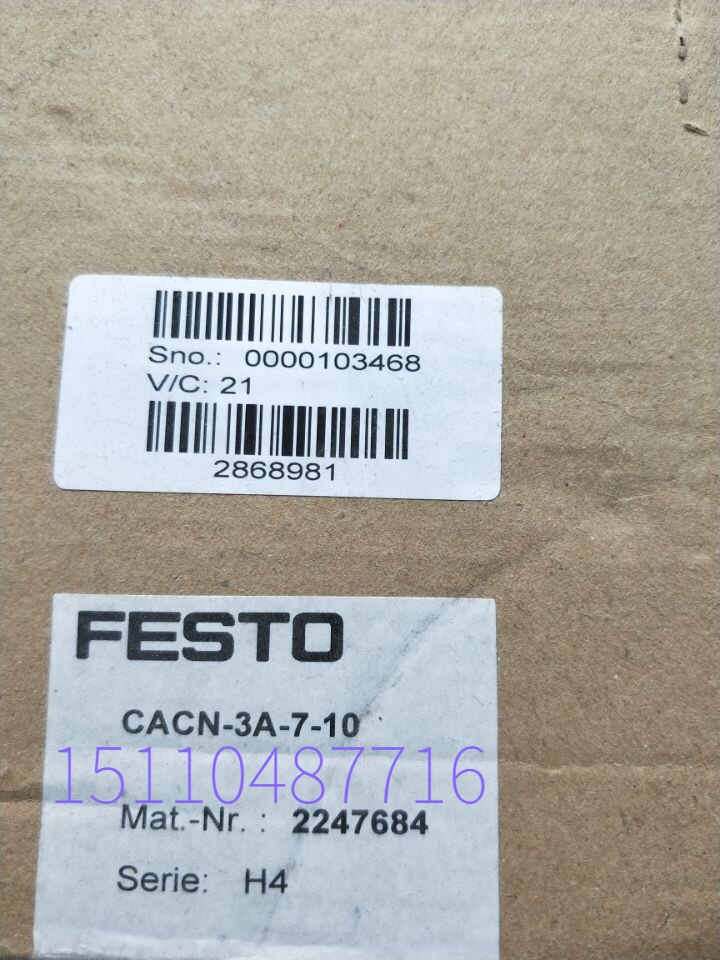 Sno.: 0000103468
V/C: 21
2868981
FESTO
CACN-3A-7-10
15110487716
Mat.-Nr. : 2247684
Serie: H4